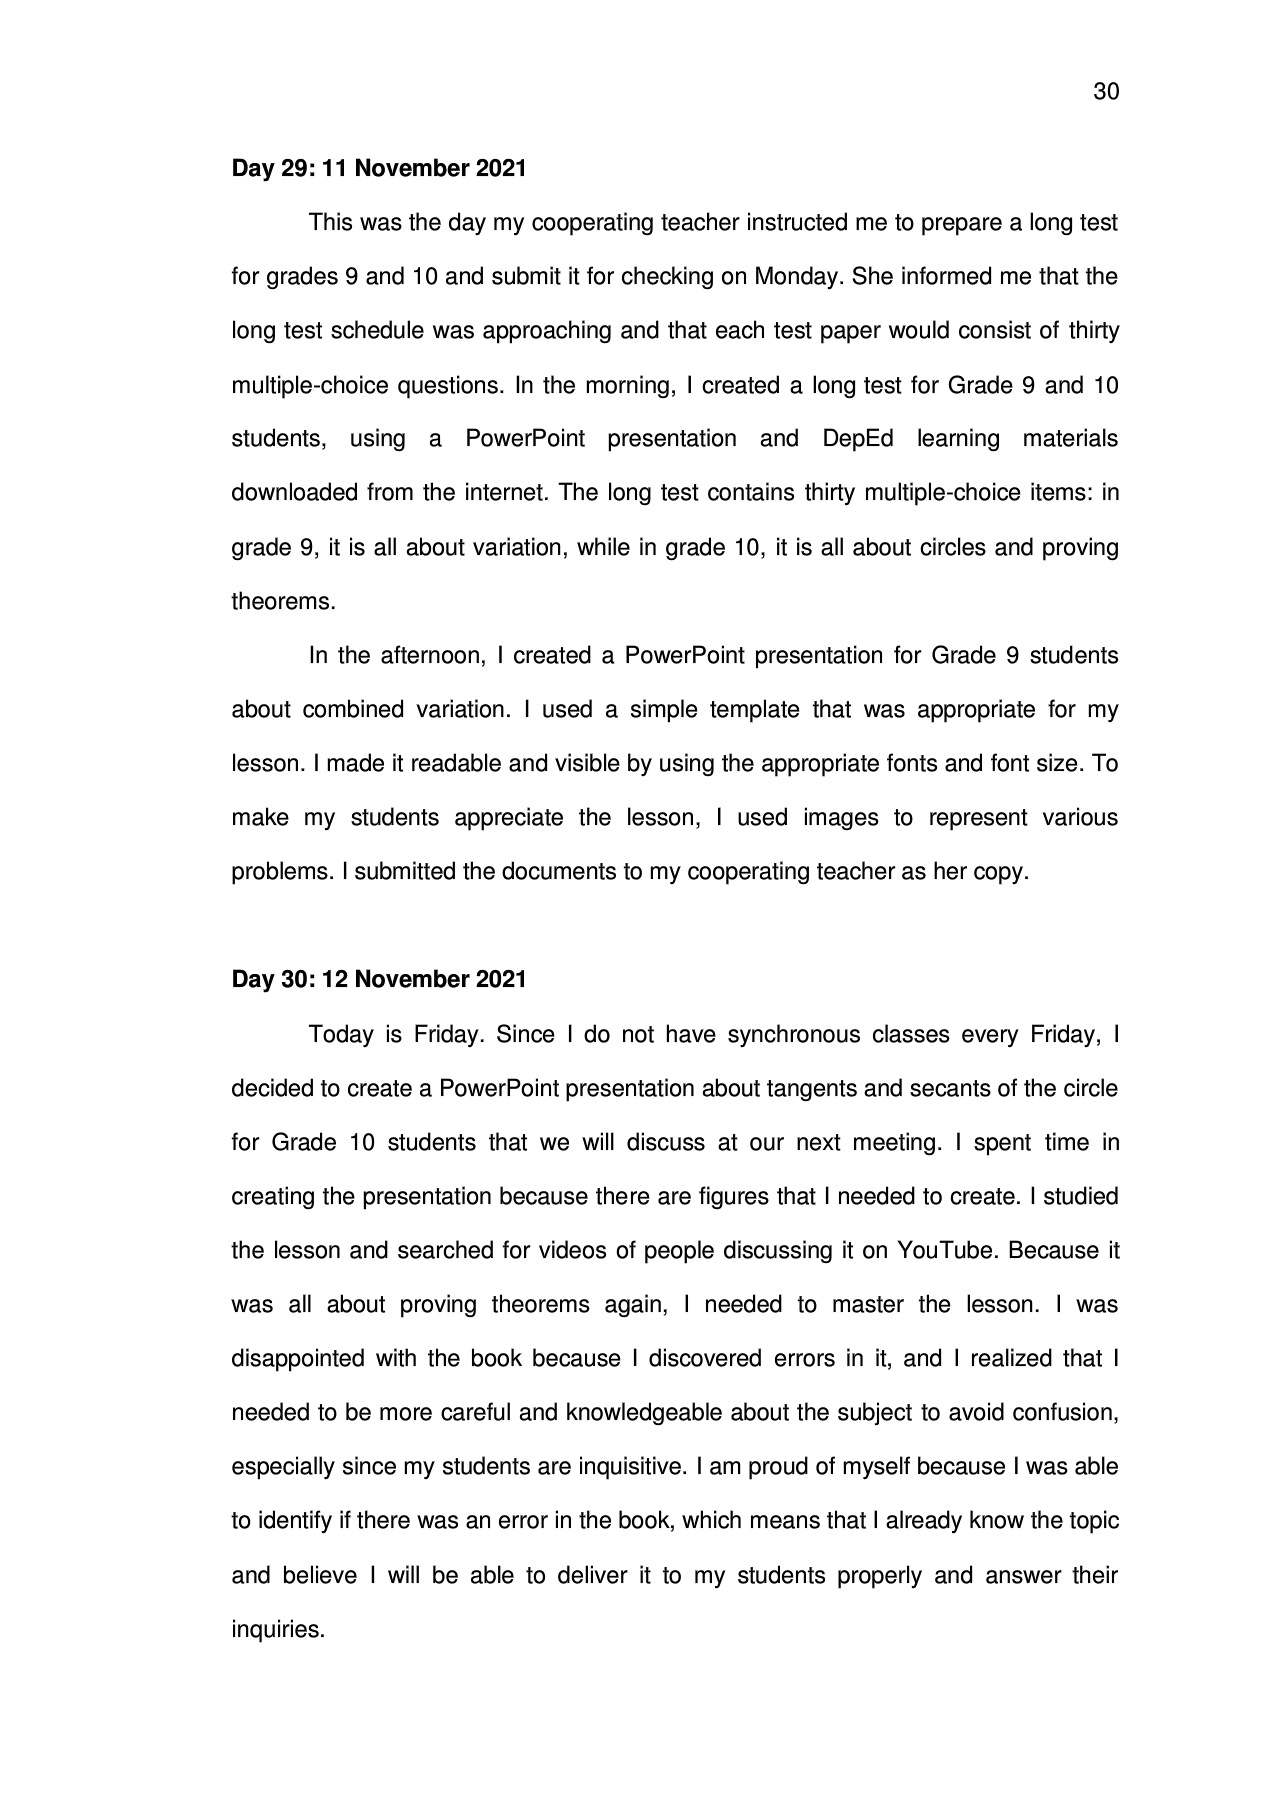 30
Day 29: 11 November 2021
This was the day my cooperating teacher instructed me to prepare a long test
for grades 9 and 10 and submit it for checking on Monday. She informed me that the
long test schedule was approaching and that each test paper would consist of thirty
multiple-choice questions. In the morning, I created a long test for Grade 9 and 10
students, using a PowerPoint presentation and DepEd learning materials
downloaded from the internet. The long test contains thirty multiple-choice items: in
grade 9, it is all about variation, while in grade 10, it is all about circles and proving
theorems.
In the afternoon, I created a PowerPoint presentation for Grade 9 students
about combined variation. I used a simple template that was appropriate for my
lesson. I made it readable and visible by using the appropriate fonts and font size. To
make my students appreciate the lesson, I used images to represent various
problems. I submitted the documents to my cooperating teacher as her copy.
Day 30: 12 November 2021
Today is Friday. Since I do not have synchronous classes every Friday, I
decided to create a PowerPoint presentation about tangents and secants of the circle
for Grade 10 students that we will discuss at our next meeting. I spent time in
creating the presentation because there are figures that I needed to create. I studied
the lesson and searched for videos of people discussing it on YouTube. Because it
was all about proving theorems again, I needed to master the lesson. I was
disappointed with the book because I discovered errors in it, and I realized that I
needed to be more careful and knowledgeable about the subject to avoid confusion,
especially since my students are inquisitive. I am proud of myself because I was able
to identify if there was an error in the book, which means that I already know the topic
and believe I will be able to deliver it to my students properly and answer their
inquiries.